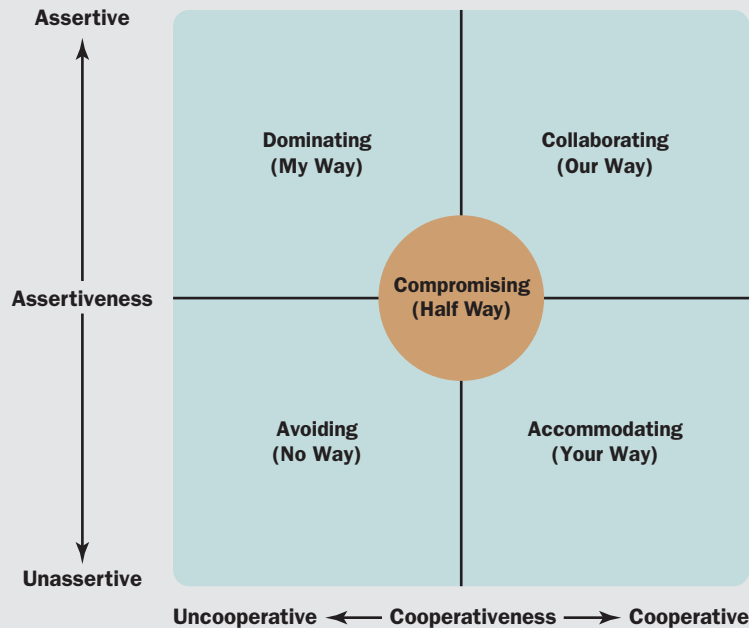 Assertive
Dominating
(My Way)
Collaborating
(Our Way)
Assertiveness
Compromising
(Half Way)
Avoiding
(No Way)
Accommodating
(Your Way)
Unassertive
Uncooperative Cooperativeness Cooperative